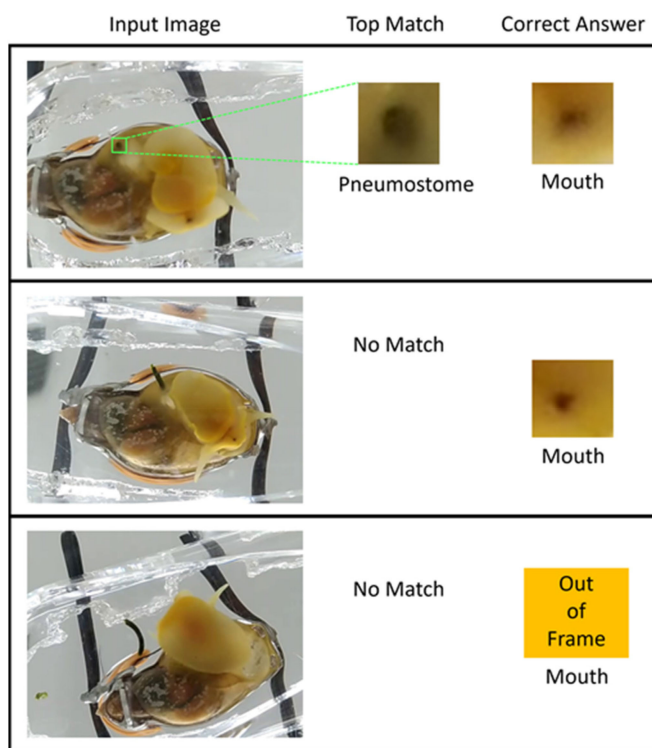 Input Image Top Match Correct Answer
Pneumostome Mouth
No Match
Mouth
No Match
Out
of
Frame
Mouth